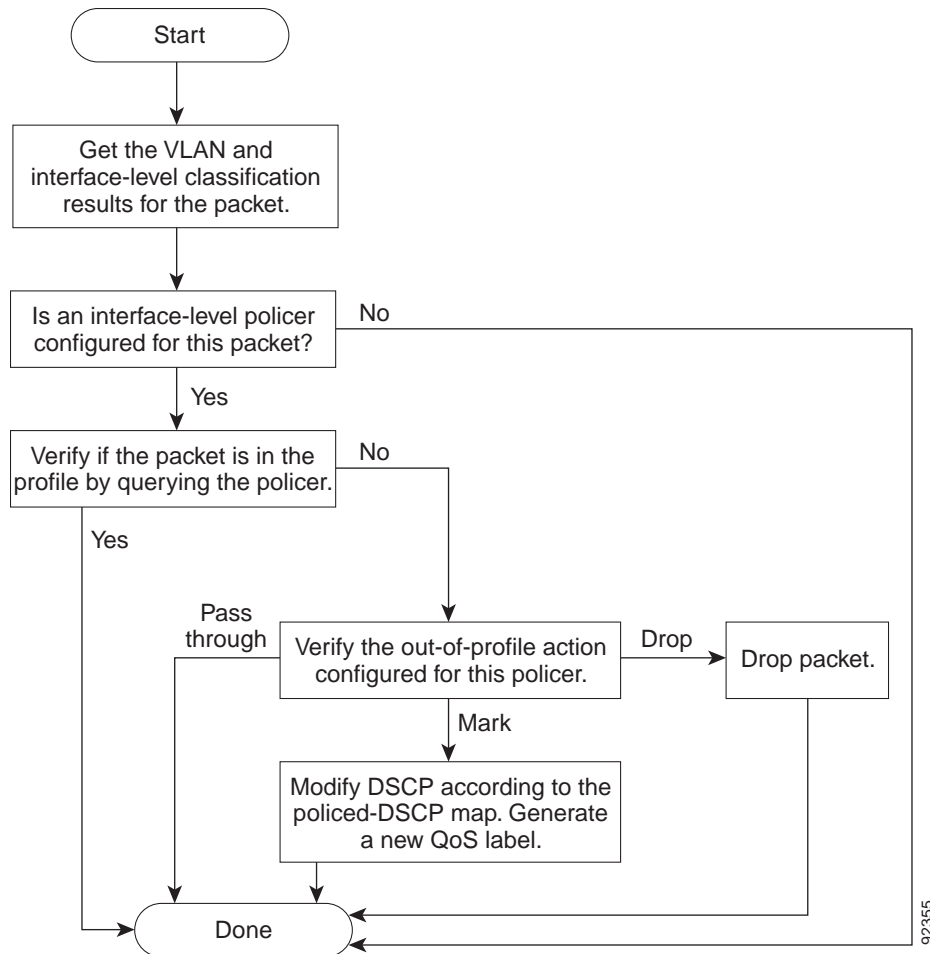 Start
Get the VLAN and
interface-level classification
results for the packet.
Is an interface-level policer
configured for this packet?
No
Yes
Verify if the packet is in the
profile by querying the policer.
No
Yes
Pass
through
Verify the out-of-profile action
configured for this policer.
Drop
Drop packet.
Mark
Modify DSCP according to the
policed-DSCP map. Generate
a new QoS label.
Done
92355